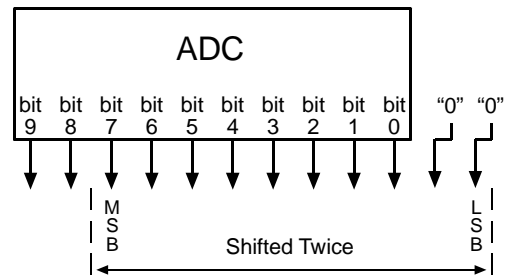 ADC
bit bit bit bit bit bit bit bit bit bit "0" "0"
9 8 7 6 5 4 3 2 1 0
MSB
LSB
Shifted Twice